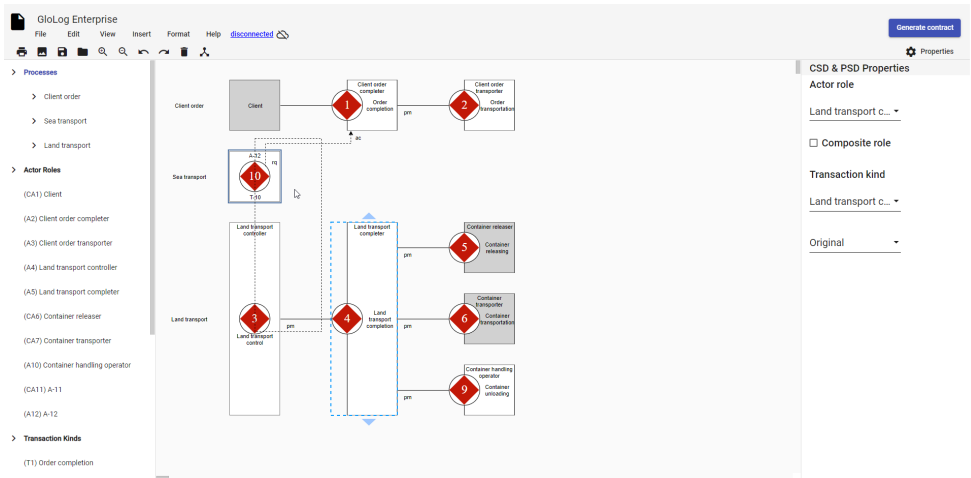 GloLog Enterprise
File Edit View Insert Format Help disconnected
Generate contract
Properties
Processes
Client order
Sea transport
Land transport
Actor Roles
(CA1) Client
(A2) Client order completer
(A3) Client order transporter
(A4) Land transport controller
(A5) Land transport completer
(CA6) Container releaser
(CA7) Container transporter
(A10) Container handling operator
(CA11) A-11
(A12) A-12
Transaction Kinds
(T1) Order completion
Client order
Client
Client order
completer
1
Order
completion
pm
Client order
transporter
2
Order
transportation
ac
Sea transport
A-12
rq
10
T-10
Land transport
Land transport
controller
3
Land transport
control
pm
Land transport
completer
4
Land
transport
completion
pm
Container releaser
5
Container
releasing
pm
Container
transporter
6
Container
transportation
pm
Container handling
operator
9
Container
unloading
CSD & PSD Properties
Actor role
Land transport c...
Composite role
Transaction kind
Land transport c...
Original